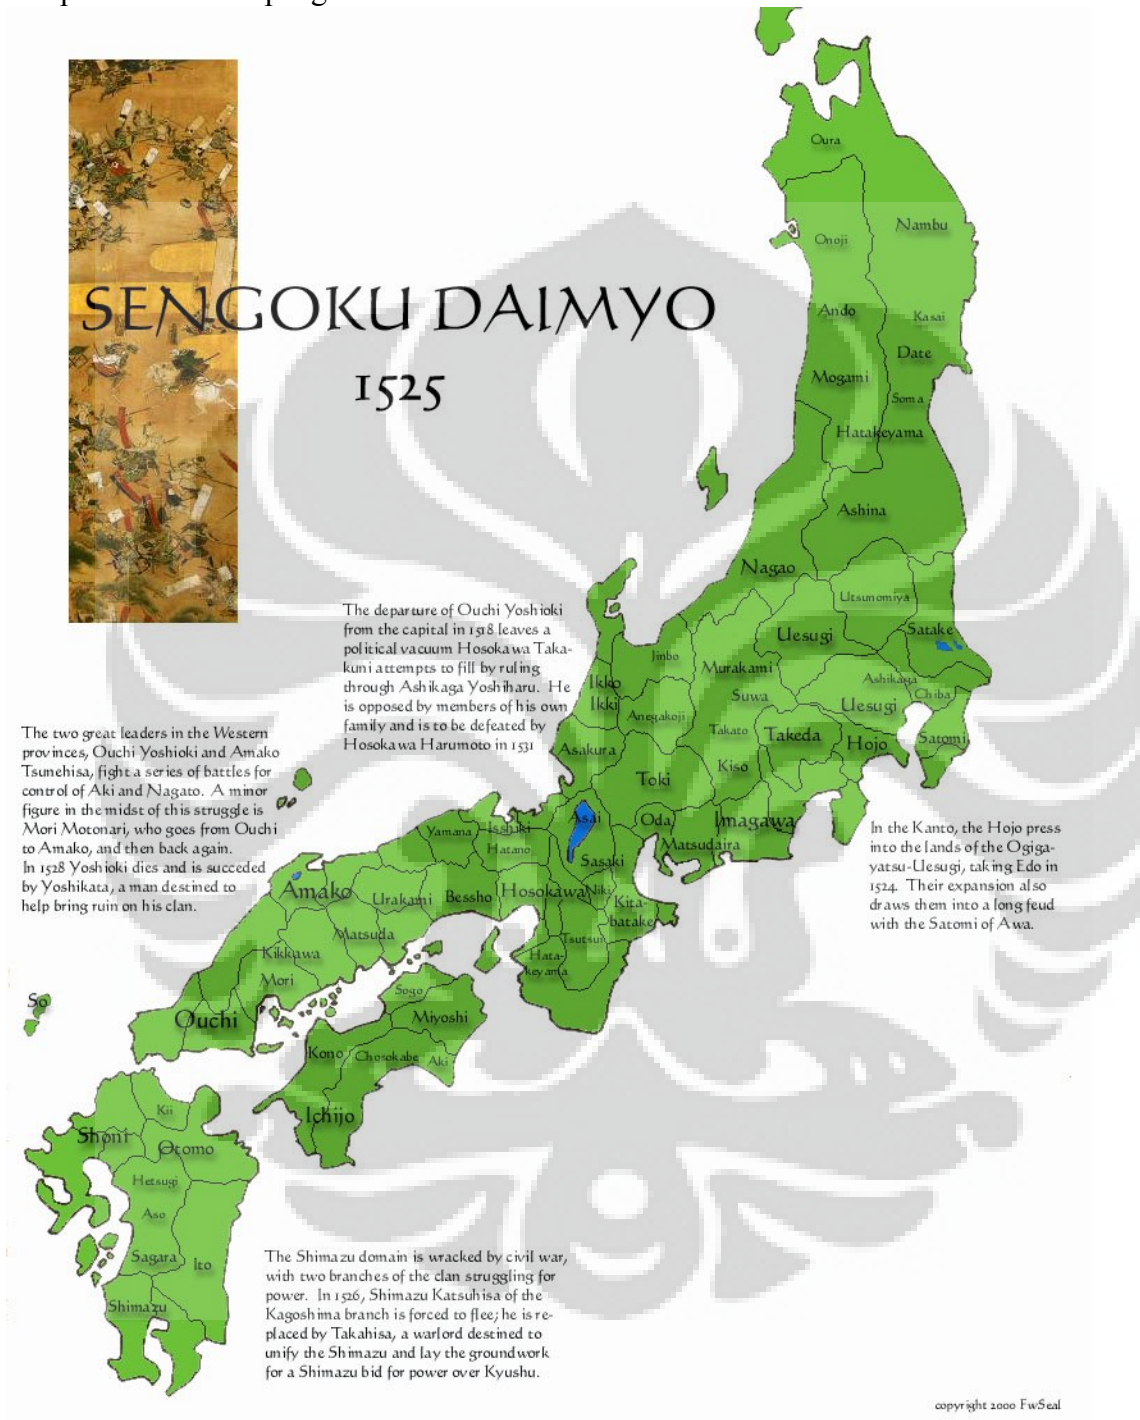 SENGOKU DAIMYO
1525
Oura
Nambu
Onoji
Ando
Kasai
Date
Mogami
Soma
Hatakeyama
Ashina
Nagao
Utsunomiya
Uesugi
Satake
The departure of Ouchi Yoshioki
from the capital in 1518 leaves a
political vacuum Hosokawa Taka-
kuni attempts to fill by ruling
through Ashikaga Yoshiharu. He
is opposed by members of his own
family and is to be defeated by
Hosokawa Harumoto in 1531
Jinbo
Murakami
Ikko
Ikki
Suwa
Ashikaga
Chiba
Uesugi
Anegakoji
Takato
Takeda
Hojo
Satomi
Asakura
Toki
Kiso
The two great leaders in the Western
provinces, Ouchi Yoshioki and Amako
Tsunehisa, fight a series of battles for
control of Aki and Nagato. A minor
figure in the midst of this struggle is
Mori Motonari, who goes from Ouchi
to Amako, and then back again.
In 1528 Yoshioki dies and is succeded
by Yoshikata, a man destined to
help bring ruin on his clan.
Asai
Oda
Imagawa
Matsudaira
Yamana
Isshiki
Hatano
Sasaki
In the Kanto, the Hojo press
into the lands of the Ogiga-
yatsu-Uesugi, taking Edo in
1524. Their expansion also
draws them into a long feud
with the Satomi of Awa.
Amako
Urakami
Bessho
Hosokawa
Niki
Kita-
batake
Matsuda
Tsutsui
Kikkawa
Hata-
keyama
Mori
Sogo
So
Ouchi
Miyoshi
Kono
Chosokabe
Aki
Ichijo
Kii
Shoni
Otomo
Hetsugi
Aso
Sagara
Ito
Shimazu
The Shimazu domain is wracked by civil war,
with two branches of the clan struggling for
power. In 1526, Shimazu Katsuhisa of the
Kagoshima branch is forced to flee; he is re-
placed by Takahisa, a warlord destined to
unify the Shimazu and lay the groundwork
for a Shimazu bid for power over Kyushu.
copyright 2000 FwSeal